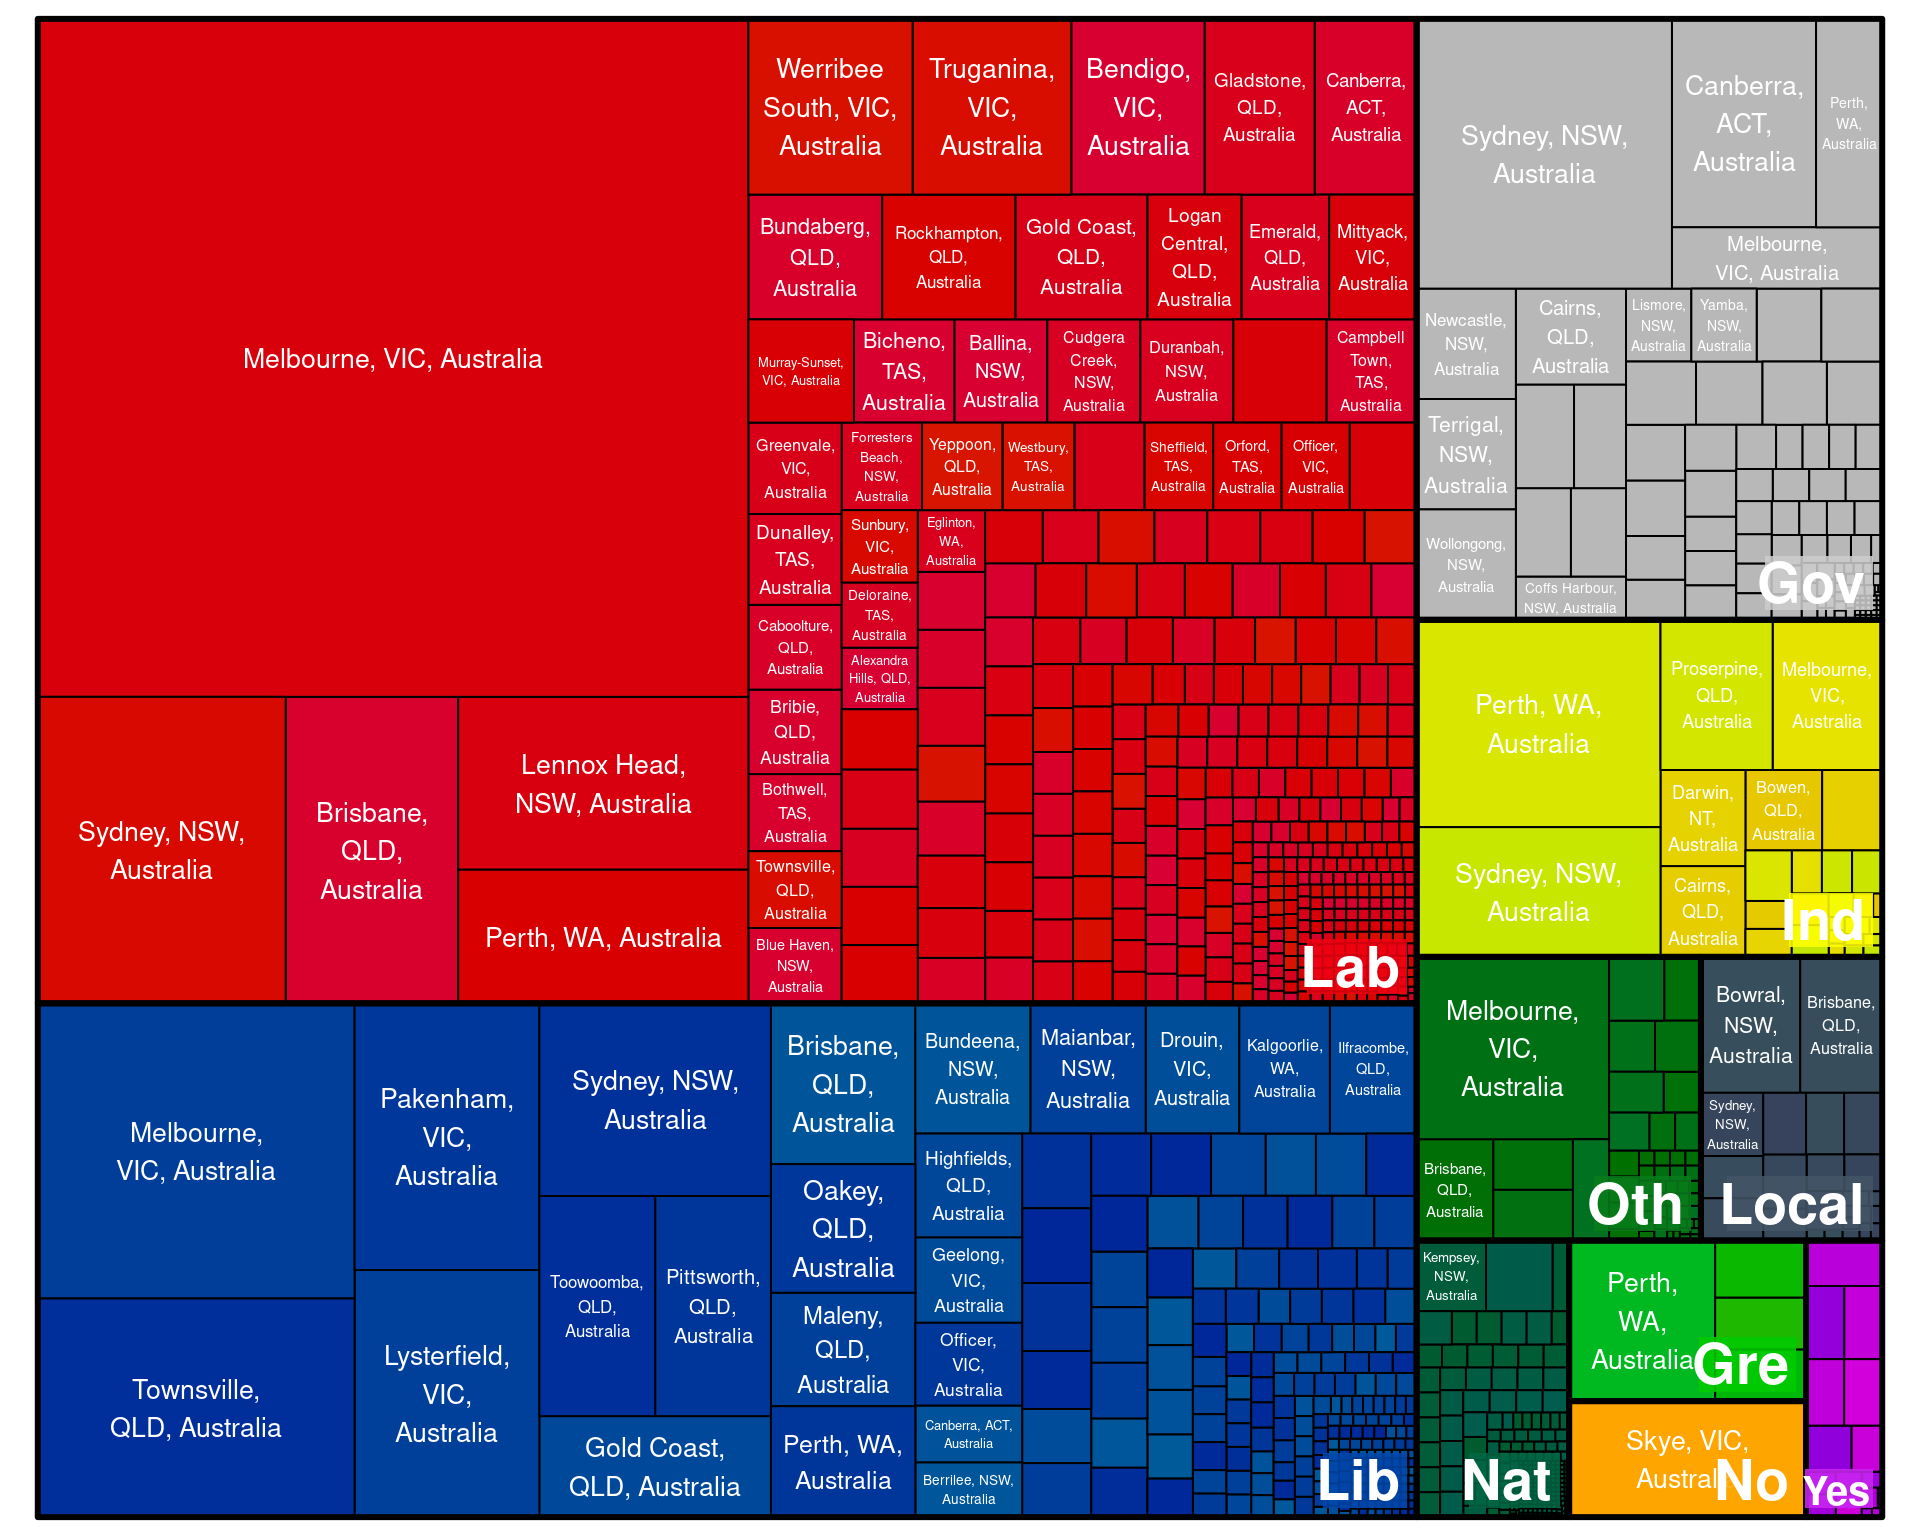 Melbourne, VIC, Australia
Sydney, NSW,
Australia
Brisbane,
QLD,
Australia
Lennox Head,
NSW, Australia
Perth, WA, Australia
Werribee
South, VIC,
Australia
Truganina,
VIC,
Australia
Bendigo,
VIC,
Australia
Gladstone,
QLD,
Australia
Canberra,
ACT,
Australia
Bundaberg,
QLD,
Australia
Rockhampton,
QLD,
Australia
Gold Coast,
QLD,
Australia
Logan
Central,
QLD,
Australia
Emerald,
QLD,
Australia
Mittyack,
VIC,
Australia
Murray-Sunset,
VIC, Australia
Bicheno,
TAS,
Australia
Ballina,
NSW,
Australia
Cudgera
Creek,
NSW,
Australia
Duranbah,
NSW,
Australia
Campbell
Town,
TAS,
Australia
Greenvale,
VIC,
Australia
Forresters
Beach,
NSW,
Australia
Yeppoon,
QLD,
Australia
Westbury,
TAS,
Australia
Sheffield,
TAS,
Australia
Orford,
TAS,
Australia
Officer,
VIC,
Australia
Dunalley,
TAS,
Australia
Sunbury,
VIC,
Australia
Eglinton,
WA,
Australia
Deloraine,
TAS,
Australia
Caboolture,
QLD,
Australia
Alexandra
Hills, QLD,
Australia
Bribie,
QLD,
Australia
Bothwell,
TAS,
Australia
Townsville,
QLD,
Australia
Blue Haven,
NSW,
Australia
Lab
Melbourne,
VIC, Australia
Townsville,
QLD, Australia
Pakenham,
VIC,
Australia
Lysterfield,
VIC,
Australia
Sydney, NSW,
Australia
Toowoomba,
QLD,
Australia
Pittsworth,
QLD,
Australia
Gold Coast,
QLD, Australia
Brisbane,
QLD,
Australia
Oakey,
QLD,
Australia
Maleny,
QLD,
Australia
Perth, WA,
Australia
Bundeena,
NSW,
Australia
Maianbar,
NSW,
Australia
Drouin,
VIC,
Australia
Kalgoorlie,
WA,
Australia
Ilfracombe,
QLD,
Australia
Highfields,
QLD,
Australia
Geelong,
VIC,
Australia
Officer,
VIC,
Australia
Canberra, ACT,
Australia
Berrilee, NSW,
Australia
Lib
Sydney, NSW,
Australia
Canberra,
ACT,
Australia
Perth,
WA,
Australia
Melbourne,
VIC, Australia
Newcastle,
NSW,
Australia
Cairns,
QLD,
Australia
Lismore,
NSW,
Australia
Yamba,
NSW,
Australia
Terrigal,
NSW,
Australia
Wollongong,
NSW,
Australia
Coffs Harbour,
NSW, Australia
Gov
Perth, WA,
Australia
Proserpine,
QLD,
Australia
Melbourne,
VIC,
Australia
Sydney, NSW,
Australia
Darwin,
NT,
Australia
Bowen,
QLD,
Australia
Cairns,
QLD,
Australia
Ind
Melbourne,
VIC,
Australia
Brisbane,
QLD,
Australia
Oth
Bowral,
NSW,
Australia
Brisbane,
QLD,
Australia
Sydney,
NSW,
Australia
Local
Kempsey,
NSW,
Australia
Nat
Perth,
WA,
Australia
Gre
Skye, VIC,
Australia
No
Yes